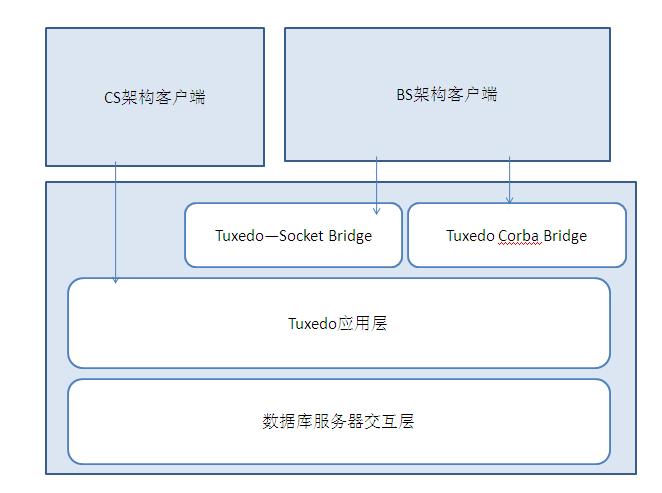 CS架构客户端
BS架构客户端
Tuxedo—Socket Bridge
Tuxedo Corba Bridge
Tuxedo应用层
数据库服务器交互层